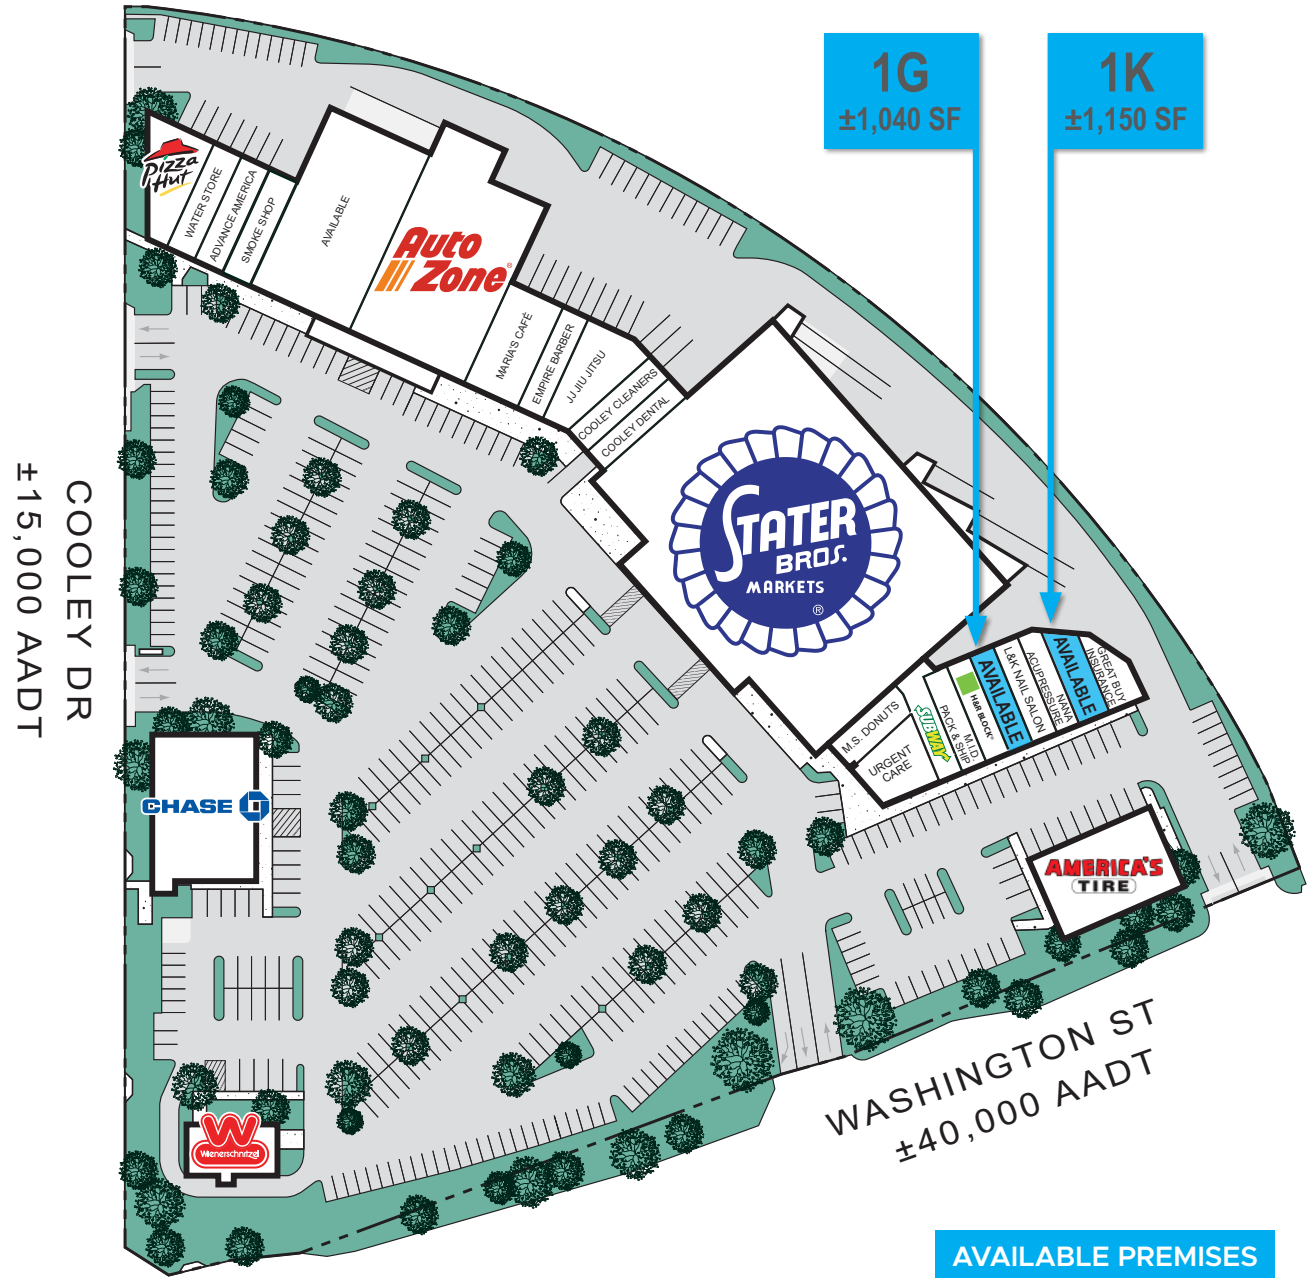 1G
±1,040 SF
1K
±1,150 SF
Pizza
Hut
WATER STORE
ADVANCE AMERICA
SMOKE SHOP
AVAILABLE
Auto
Zone
MARIA'S CAFÉ
EMPIRE BARBER
JJ JIU JITSU
COOLEY CLEANERS
COOLEY DENTAL
STATER
BROS.
MARKETS
®
M.S. DONUTS
URGENT
CARE
SUBWAY
PACK & SHIP
M.I.D.
H&R BLOCK
AVAILABLE
L&K NAIL SALON
ACUPRESSURE
NANA
AVAILABLE
GREAT BUY
INSURANCE
COOLEY DR
±15,000 AADT
CHASE
AMERICA'S
TIRE
Wienerschnitzel
WASHINGTON ST
±40,000 AADT
AVAILABLE PREMISES